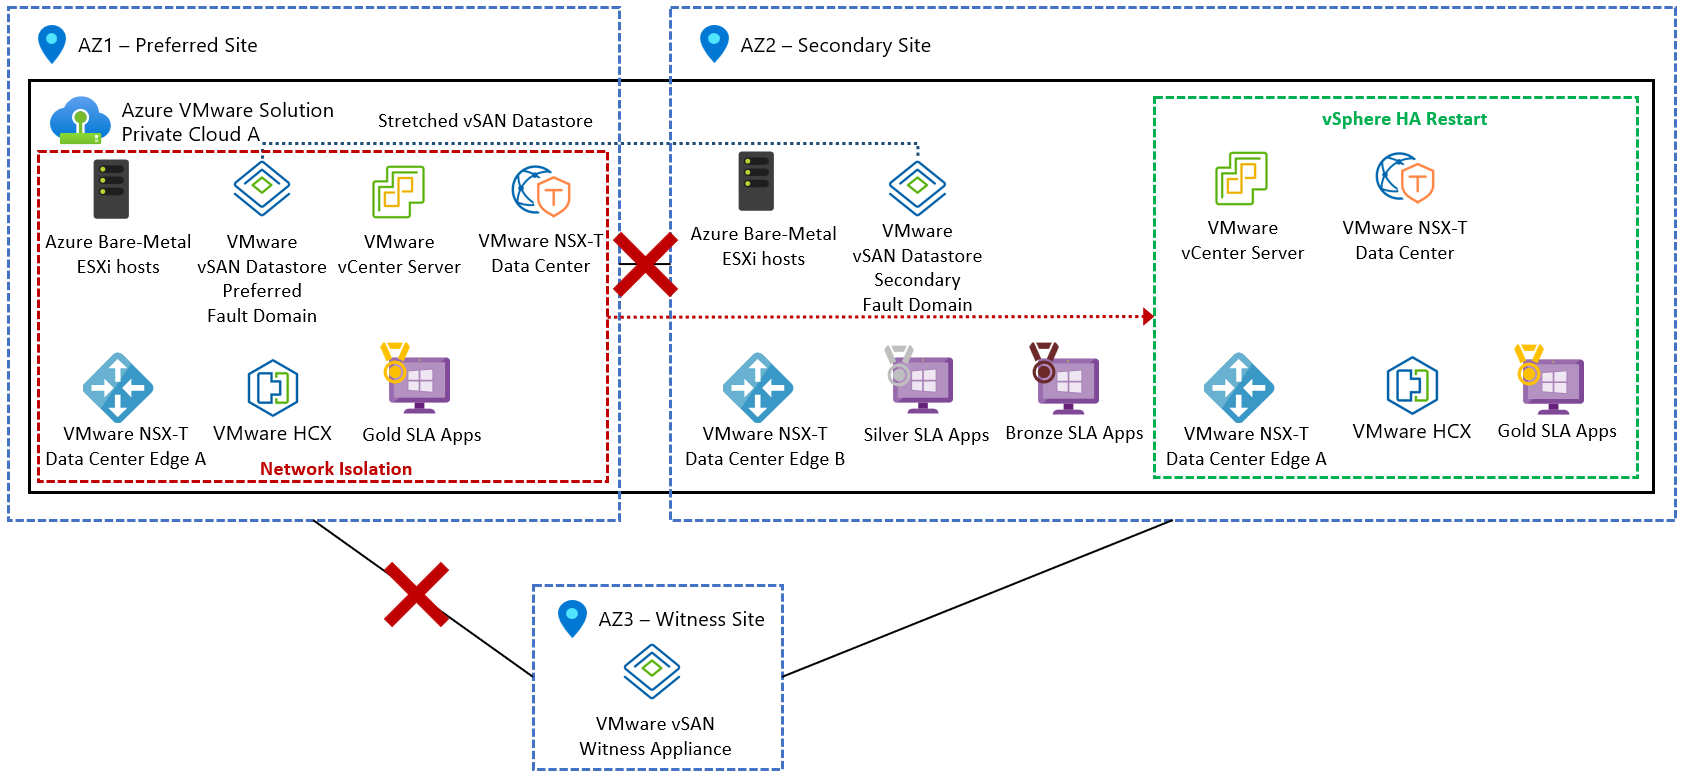 AZ1 – Preferred Site
AZ2 – Secondary Site
Azure VMware Solution
Private Cloud A
Stretched vSAN Datastore
vSphere HA Restart
Azure Bare-Metal
ESXi hosts
VMware
vSAN Datastore
Preferred
Fault Domain
VMware
vCenter Server
VMware NSX-T
Data Center
Azure Bare-Metal
ESXi hosts
VMware
vSAN Datastore
Secondary
Fault Domain
VMware
vCenter Server
VMware NSX-T
Data Center
VMware NSX-T
Data Center Edge A
VMware HCX
Gold SLA Apps
Network Isolation
VMware NSX-T
Data Center Edge B
Silver SLA Apps
Bronze SLA Apps
VMware NSX-T
Data Center Edge A
VMware HCX
Gold SLA Apps
AZ3 – Witness Site
VMware vSAN
Witness Appliance